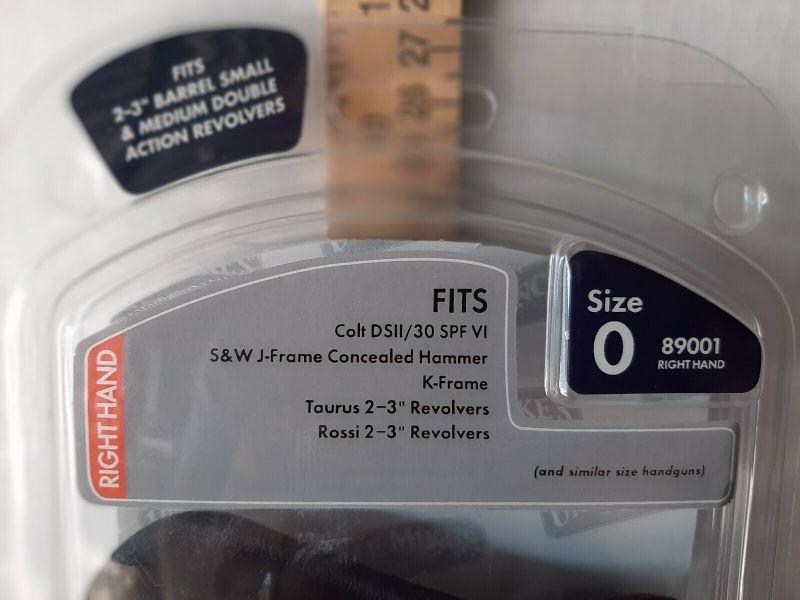 FITS
2-3" BARREL SMALL
& MEDIUM DOUBLE
ACTION REVOLVERS
27
26
FITS
Colt DSII/30 SPF VI
S&W J-Frame Concealed Hammer
K-Frame
Taurus 2-3" Revolvers
Rossi 2-3" Revolvers
(and similar size handguns)
RIGHT HAND
Size
0
89001
RIGHT HAND